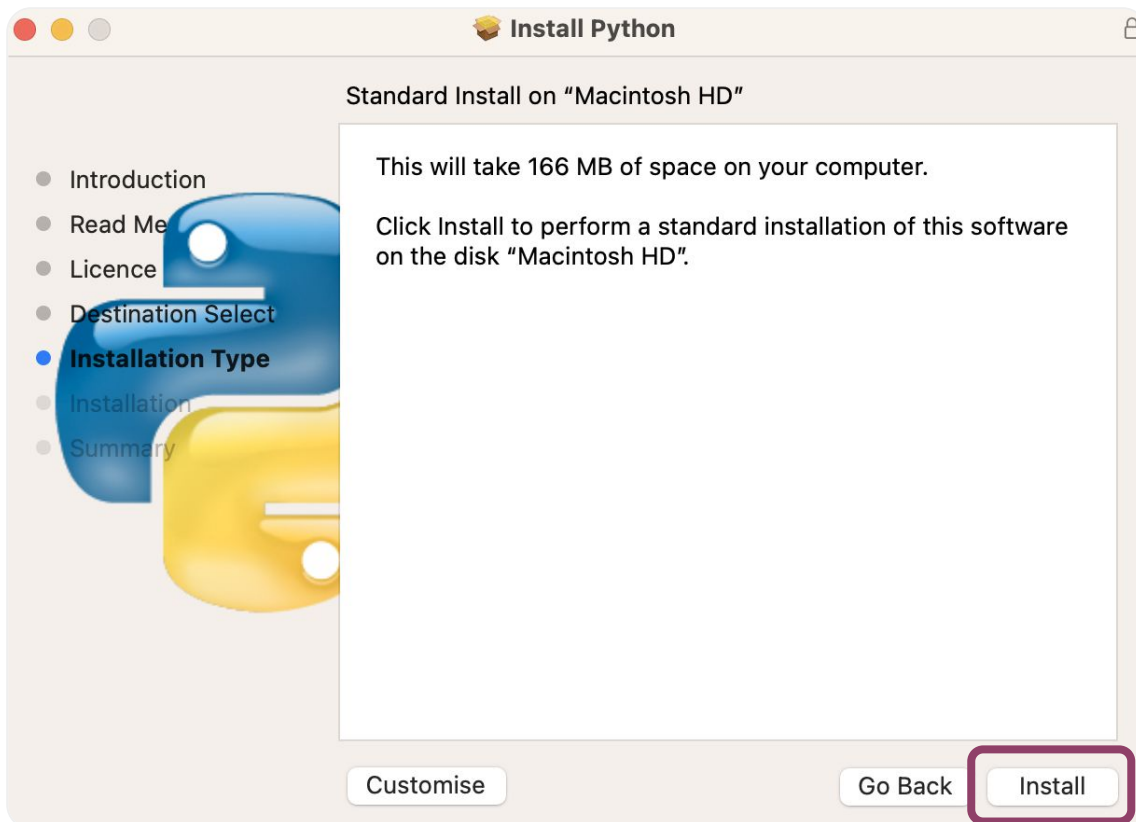 Install Python
Standard Install on “Macintosh HD”
Introduction
Read Me
Licence
Destination Select
Installation Type
Installation
Summary
This will take 166 MB of space on your computer.
Click Install to perform a standard installation of this software
on the disk “Macintosh HD”.
Customise
Go Back
Install